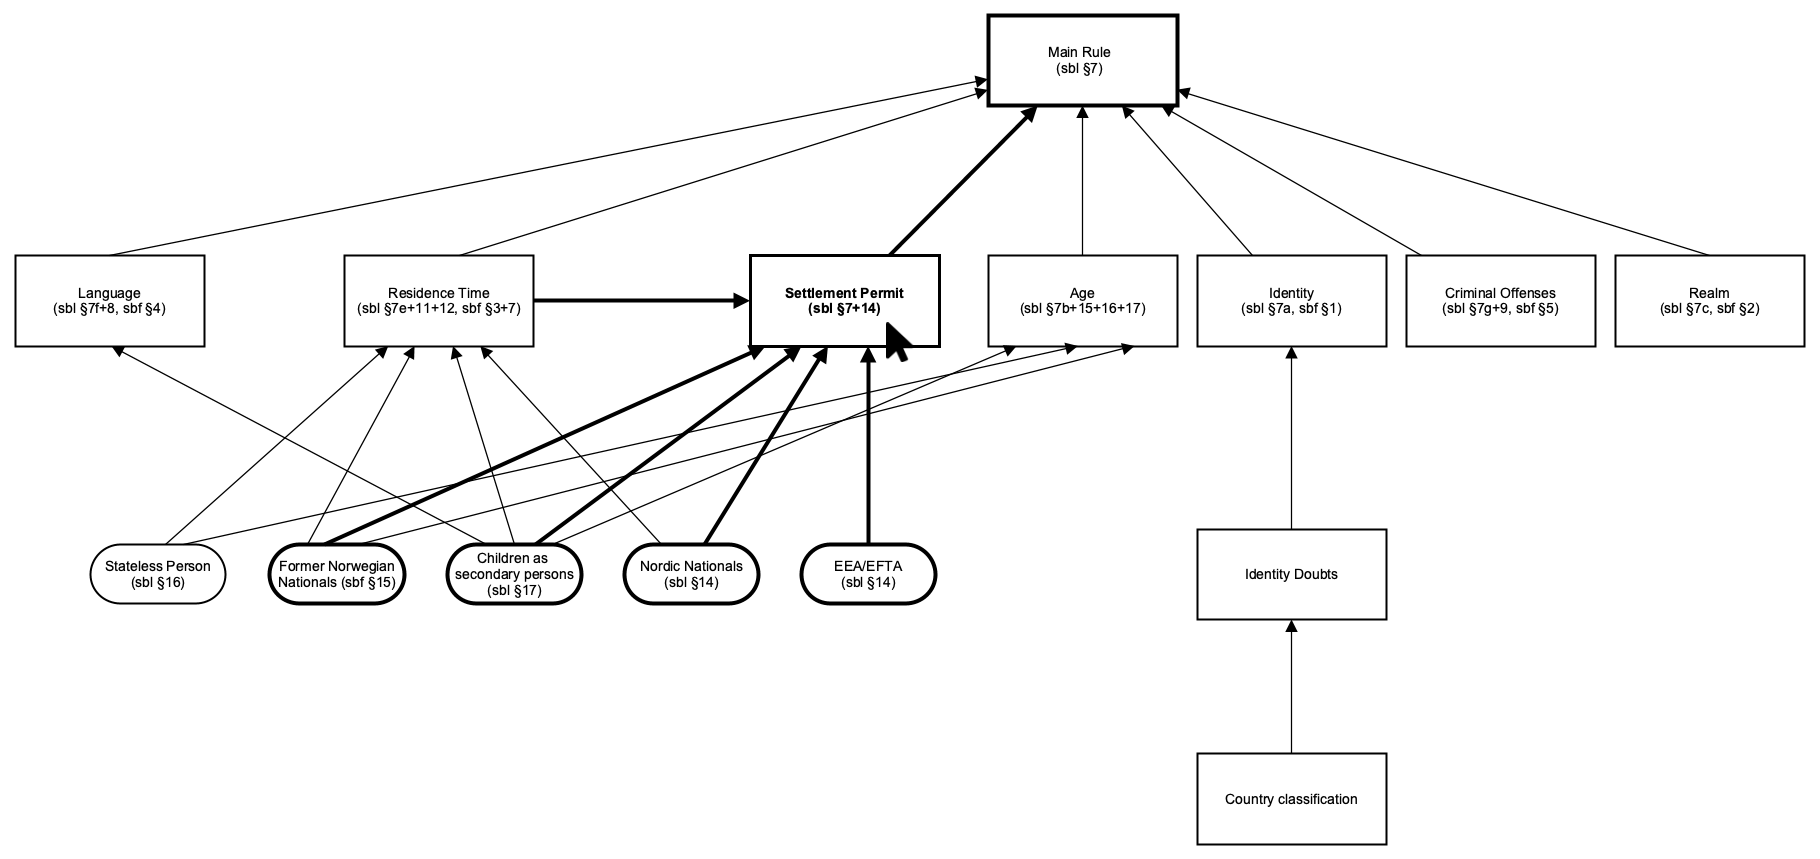 Main Rule
(sbl §7)
Language
(sbl §7f+8, sbf §4)
Residence Time
(sbl §7e+11+12, sbf §3+7)
Settlement Permit
(sbl §7+14)
Age
(sbl §7b+15+16+17)
Identity
(sbl §7a, sbf §1)
Criminal Offenses
(sbl §7g+9, sbf §5)
Realm
(sbl §7c, sbf §2)
Stateless Person
(sbl §16)
Former Norwegian
Nationals (sbf §15)
Children as
secondary persons
(sbl §17)
Nordic Nationals
(sbl §14)
EEA/EFTA
(sbl §14)
Identity Doubts
Country classification